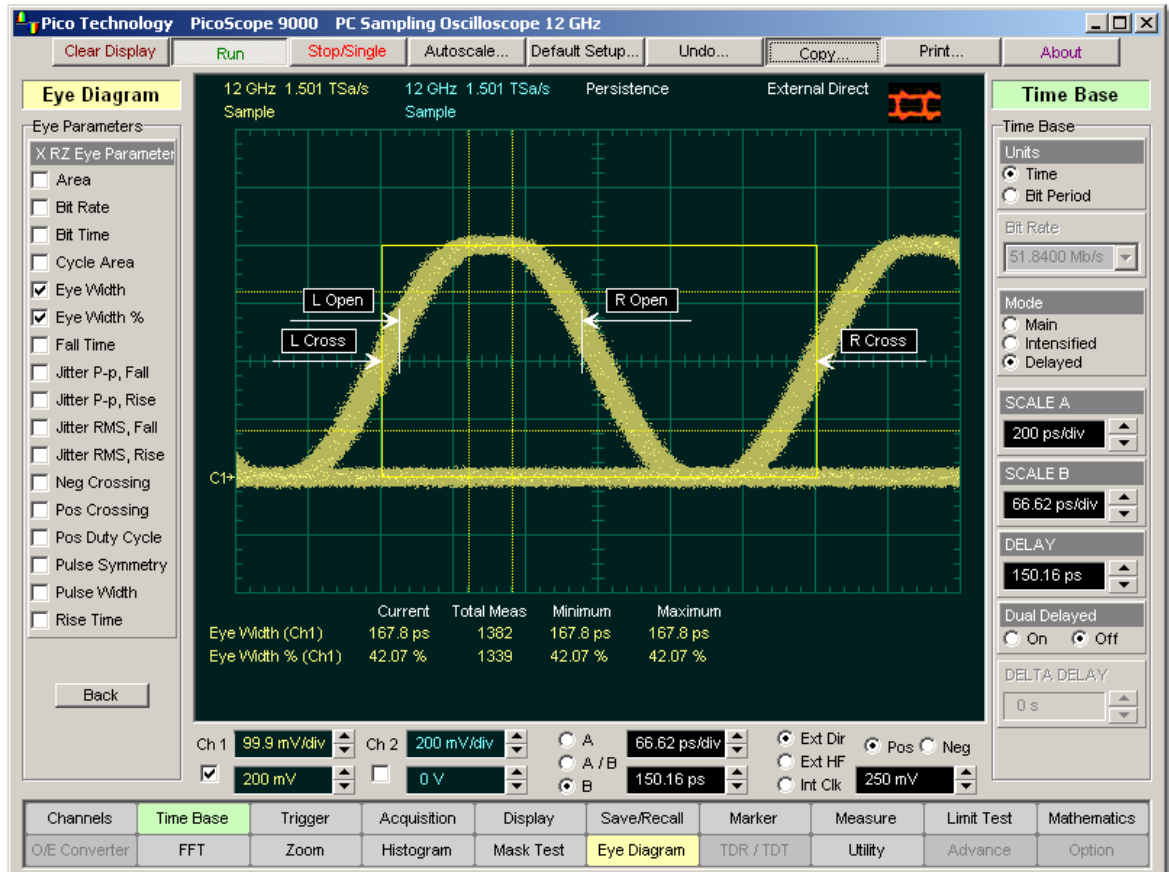 Pico Technology PicoScope 9000 PC Sampling Oscilloscope 12 GHz
Clear Display Run Stop/Single Autoscale... Default Setup... Undo... Copy... Print... About
Eye Diagram
Eye Parameters
X RZ Eye Parameter
Area
Bit Rate
Bit Time
Cycle Area
Eye Width
Eye Width %
Fall Time
Jitter P-p, Fall
Jitter P-p, Rise
Jitter RMS, Fall
Jitter RMS, Rise
Neg Crossing
Pos Crossing
Pos Duty Cycle
Pulse Symmetry
Pulse Width
Rise Time
Back
12 GHz 1.501 TSa/s 12 GHz 1.501 TSa/s Persistence External Direct
Sample Sample
L Open R Open
L Cross R Cross
C1
Current Total Meas Minimum Maximum
Eye Width (Ch1) 167.8 ps 1382 167.8 ps 167.8 ps
Eye Width % (Ch1) 42.07 % 1339 42.07 % 42.07 %
Time Base
Time Base
Units
Time
Bit Period
Bit Rate
51.8400 Mb/s
Mode
Main
Intensified
Delayed
SCALE A
200 ps/div
SCALE B
66.62 ps/div
DELAY
150.16 ps
Dual Delayed
On Off
DELTA DELAY
0 s
Ch 1 99.9 mV/div Ch 2 200 mV/div A 66.62 ps/div Ext Dir Pos Neg
A / B Ext HF
200 mV 0 V B 150.16 ps Int Clk 250 mV
Channels Time Base Trigger Acquisition Display Save/Recall Marker Measure Limit Test Mathematics
O/E Converter FFT Zoom Histogram Mask Test Eye Diagram TDR / TDT Utility Advance Option